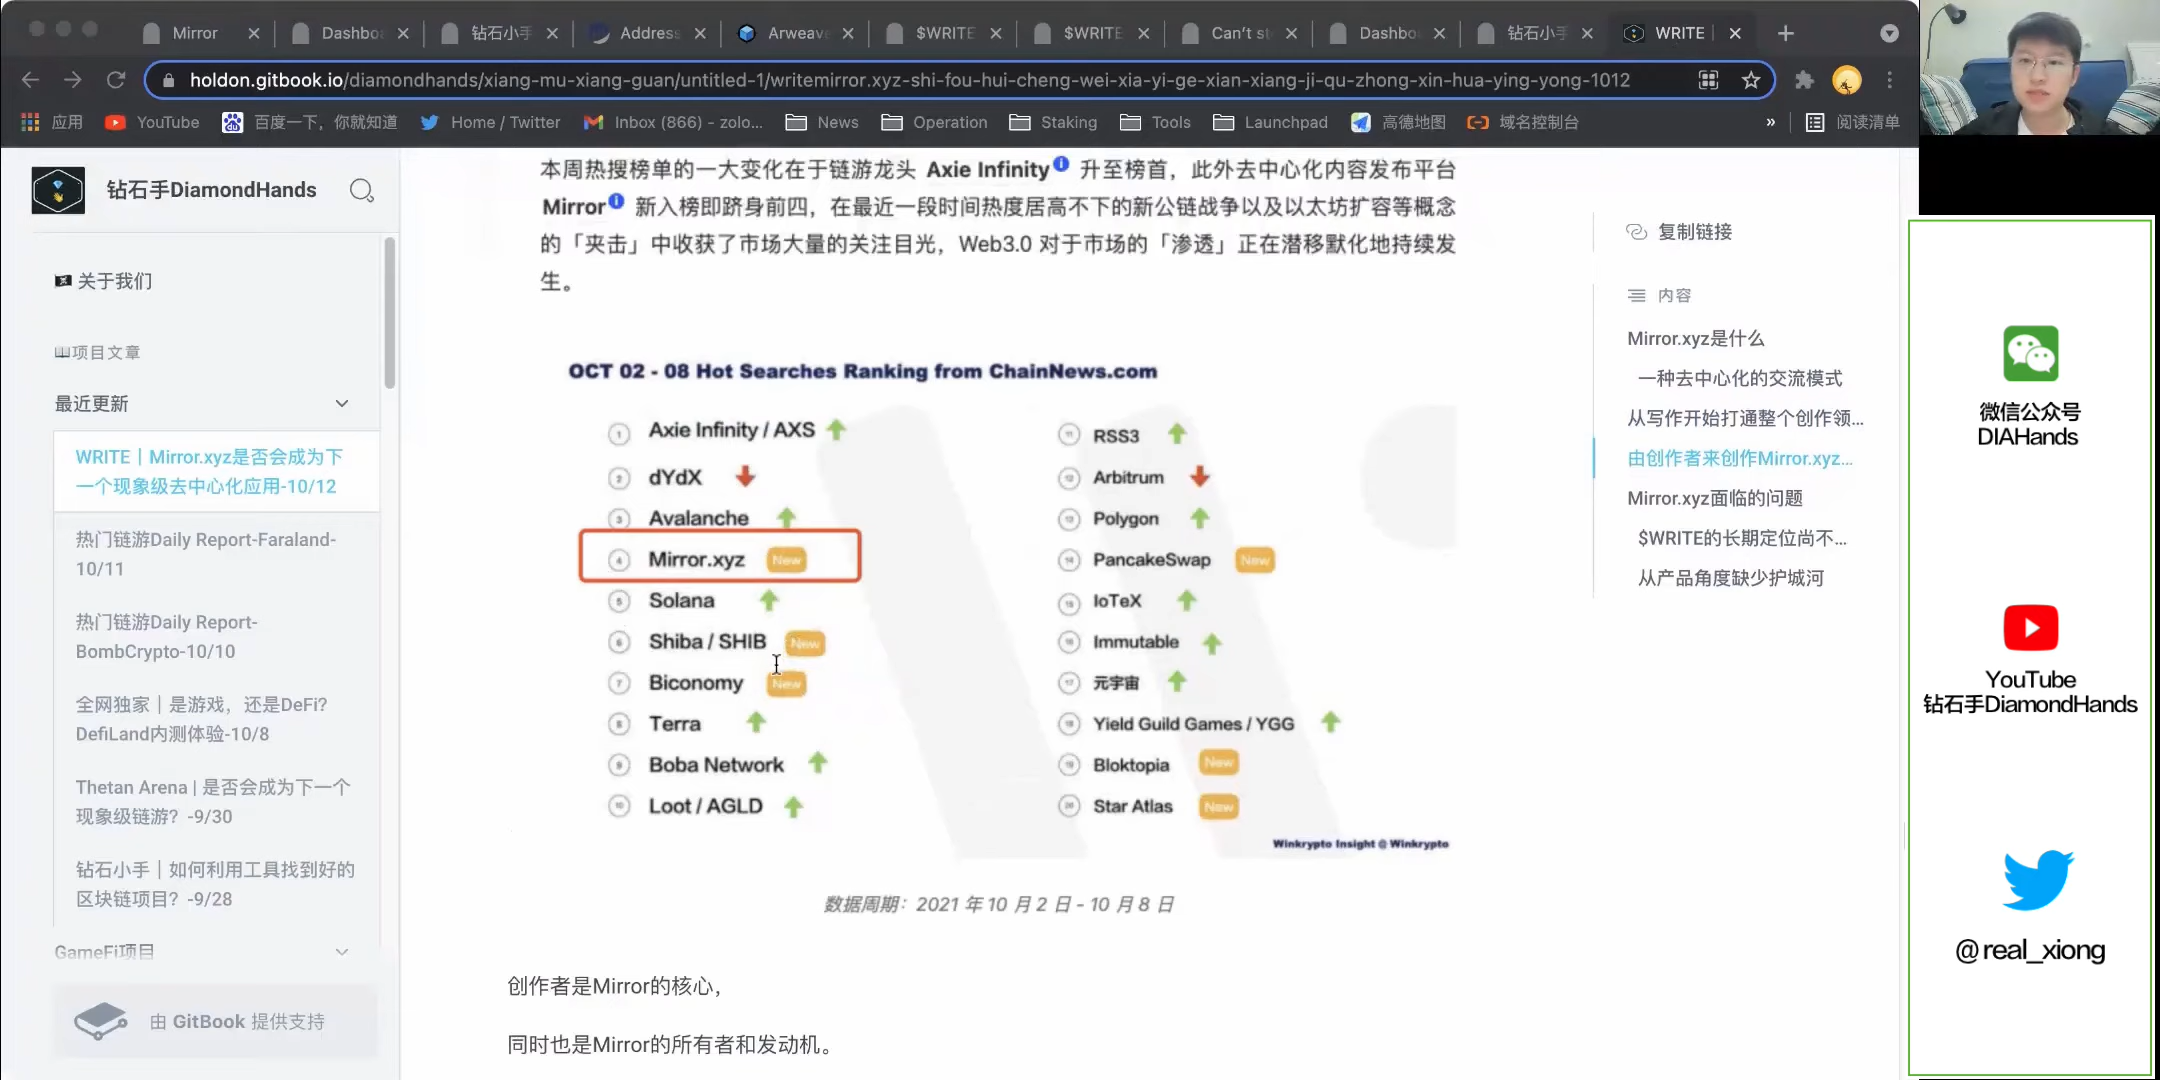 Mirror
Dashbo
钻石小手
Address
Arweave
$WRITE
$WRITE
Can't st
Dashbo
钻石小手
WRITE |
holdon.gitbook.io/diamondhands/xiang-mu-xiang-guan/untitled-1/writemirror.xyz-shi-fou-hui-cheng-wei-xia-yi-ge-xian-xiang-ji-qu-zhong-xin-hua-ying-yong-1012
应用
YouTube
百度一下，你就知道
Home / Twitter
Inbox (866) - zolo...
News
Operation
Staking
Tools
Launchpad
高德地图
域名控制台
»
阅读清单
钻石手DiamondHands
关于我们
项目文章
最近更新
WRITE｜Mirror.xyz是否会成为下
一个现象级去中心化应用-10/12
热门链游Daily Report-Faraland-
10/11
热门链游Daily Report-
BombCrypto-10/10
全网独家｜是游戏，还是DeFi?
DefiLand内测体验-10/8
Thetan Arena | 是否会成为下一个
现象级链游？-9/30
钻石小手｜如何利用工具找到好的
区块链项目？-9/28
GameFi项目
由 GitBook 提供支持
本周热搜榜单的一大变化在于链游龙头 Axie Infinity 升至榜首，此外去中心化内容发布平台
Mirror 新入榜即跻身前四，在最近一段时间热度居高不下的新公链战争以及以太坊扩容等概念
的「夹击」中收获了市场大量的关注目光，Web3.0 对于市场的「渗透」正在潜移默化地持续发
生。
OCT 02 - 08 Hot Searches Ranking from ChainNews.com
1 Axie Infinity / AXS
2 dYdX
3 Avalanche
4 Mirror.xyz New
5 Solana
6 Shiba / SHIB New
7 Biconomy New
8 Terra
9 Boba Network
10 Loot / AGLD
11 RSS3
12 Arbitrum
13 Polygon
14 PancakeSwap New
15 IoTeX
16 Immutable
17 元宇宙
18 Yield Guild Games / YGG
19 Bloktopia New
20 Star Atlas New
Winkrypto Insight @ Winkrypto
数据周期：2021 年 10 月 2 日 - 10 月 8 日
创作者是Mirror的核心，
同时也是Mirror的所有者和发动机。
复制链接
内容
Mirror.xyz是什么
一种去中心化的交流模式
从写作开始打通整个创作领...
由创作者来创作Mirror.xyz...
Mirror.xyz面临的问题
$WRITE的长期定位尚不...
从产品角度缺少护城河
微信公众号
DIAHands
YouTube
钻石手DiamondHands
@real_xiong